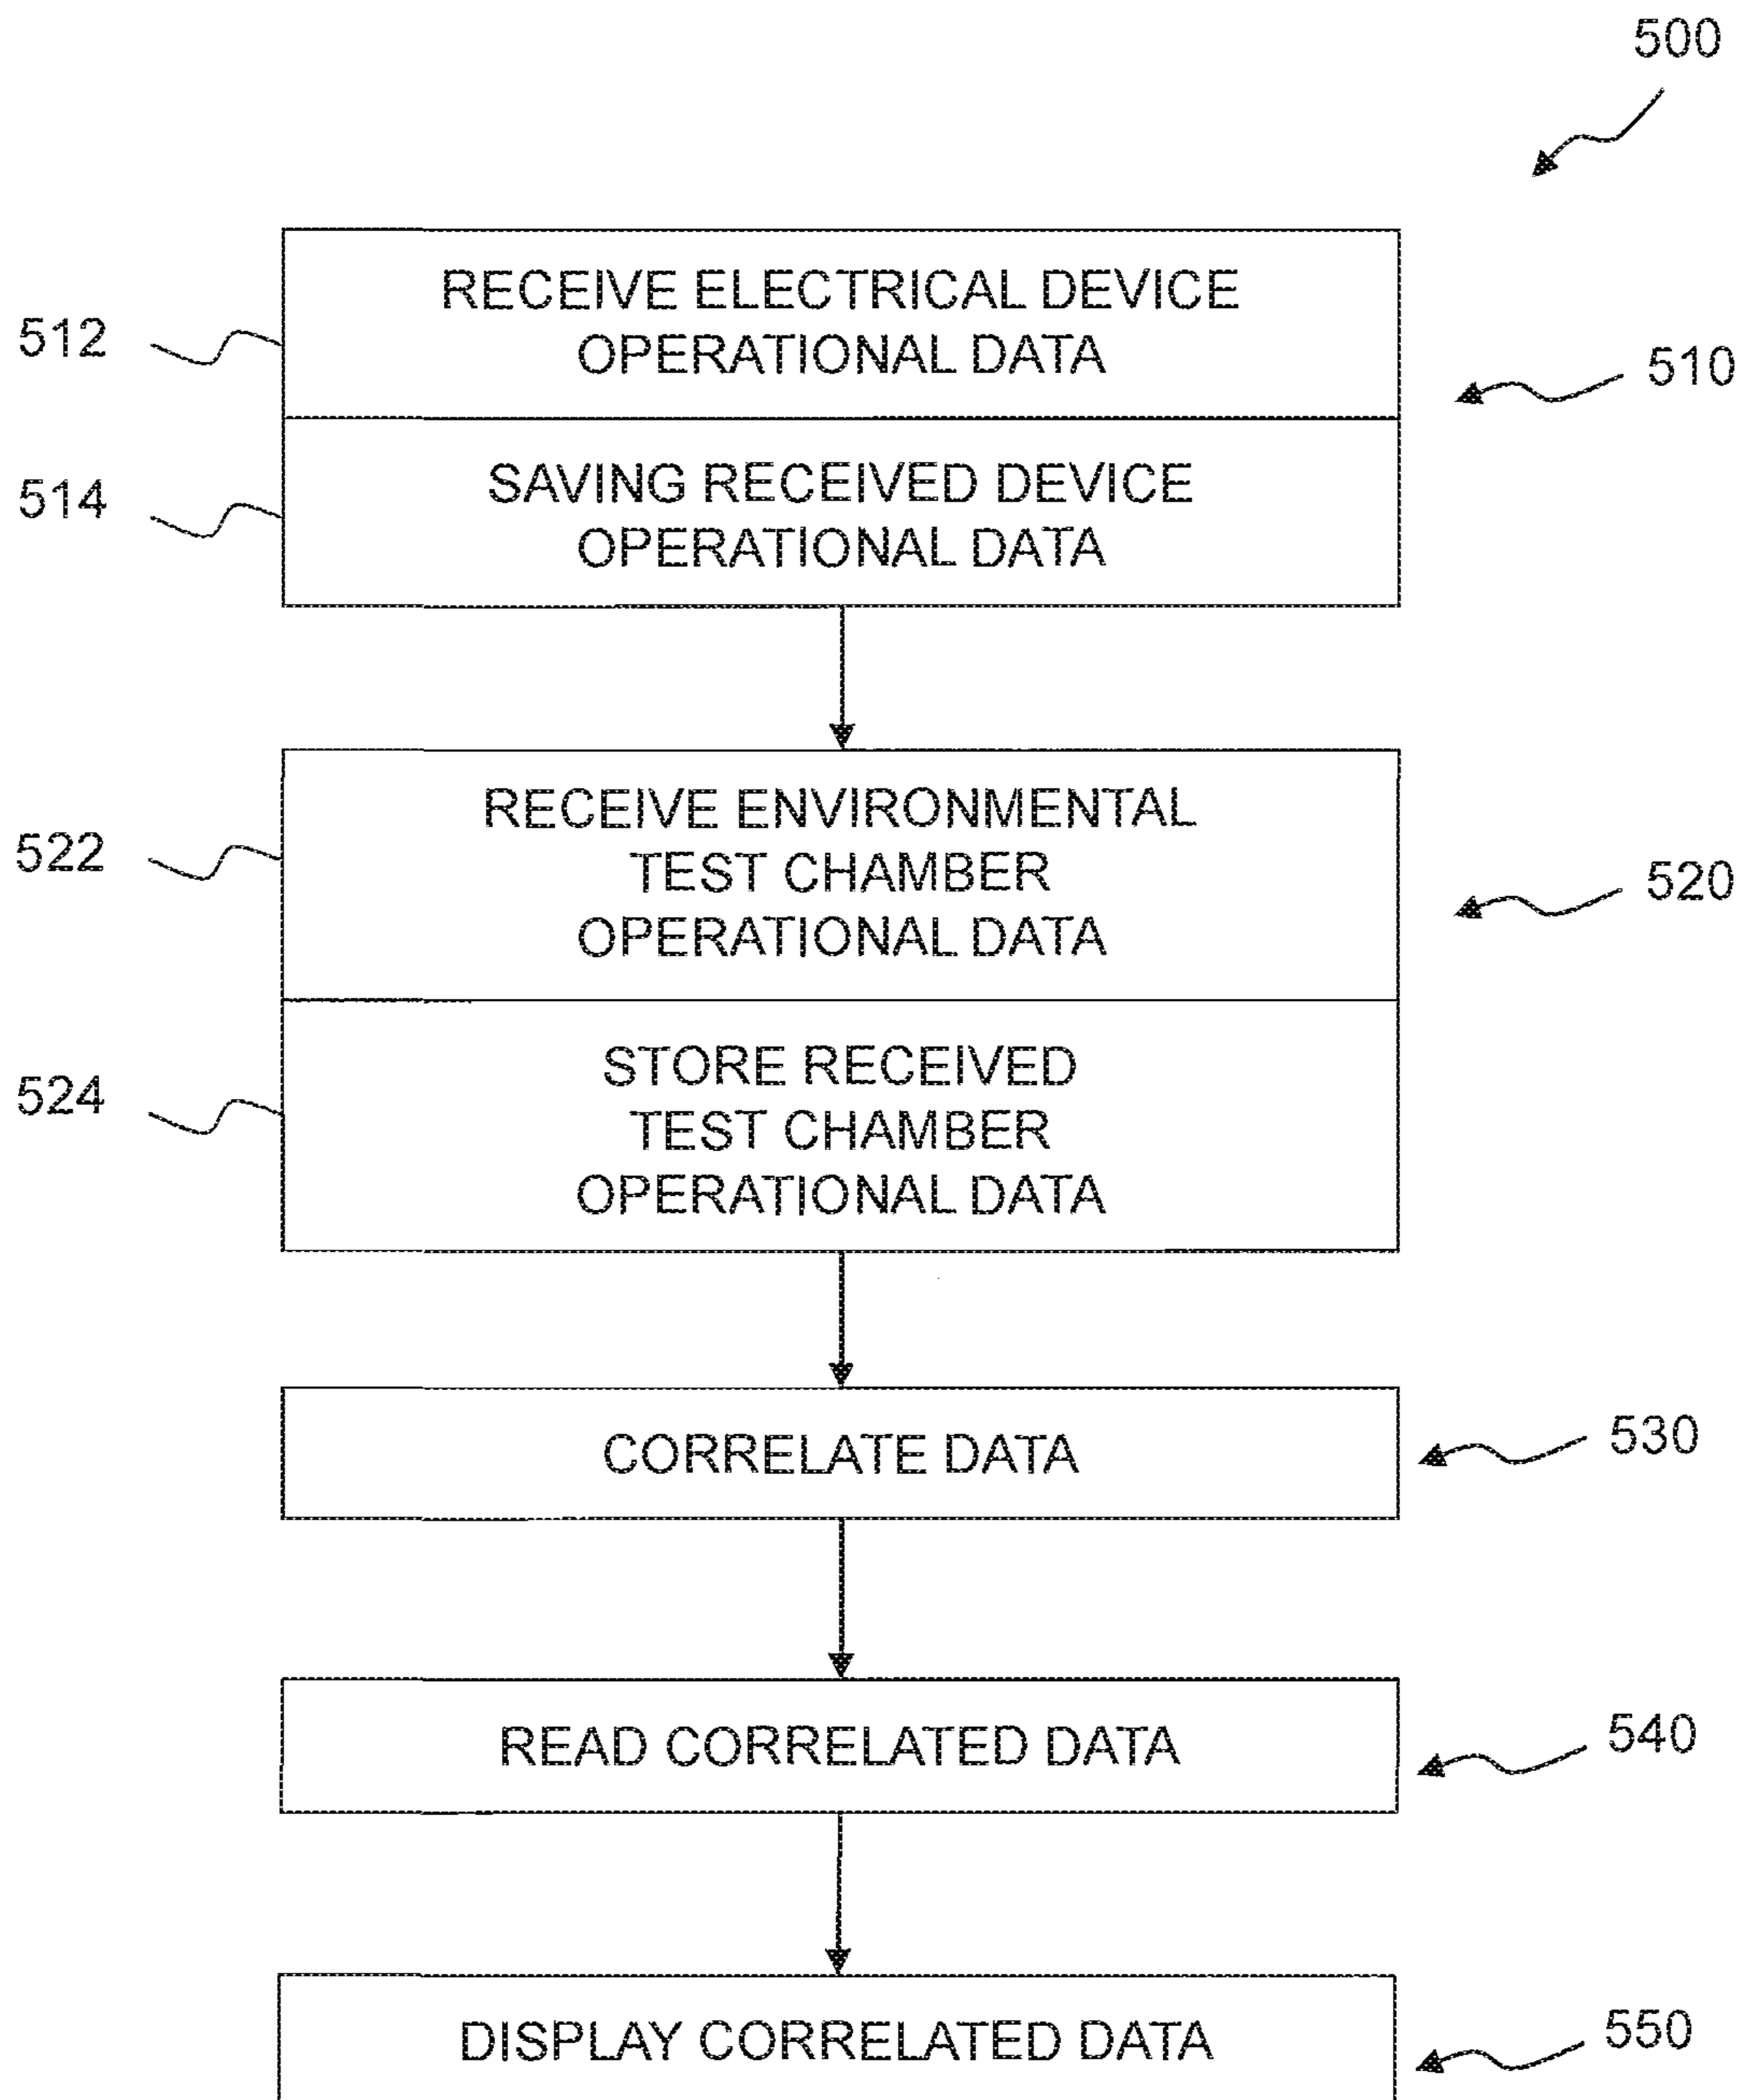 500
RECEIVE ELECTRICAL DEVICE
OPERATIONAL DATA
512
510
SAVING RECEIVED DEVICE
OPERATIONAL DATA
514
RECEIVE ENVIRONMENTAL
TEST CHAMBER
OPERATIONAL DATA
522
520
STORE RECEIVED
TEST CHAMBER
OPERATIONAL DATA
524
CORRELATE DATA
530
READ CORRELATED DATA
540
DISPLAY CORRELATED DATA
550